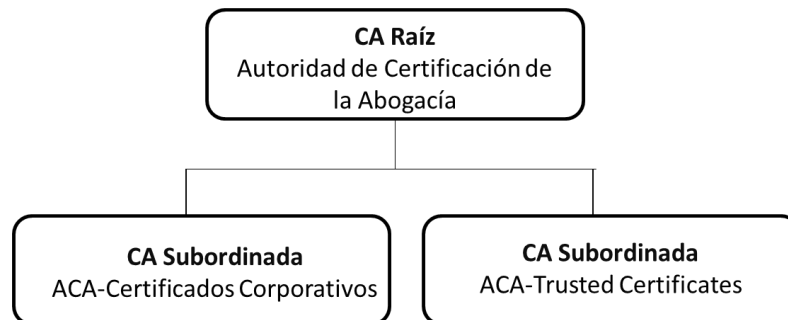 CA Raíz
Autoridad de Certificación de
la Abogacía
CA Subordinada
ACA-Certificados Corporativos
CA Subordinada
ACA-Trusted Certificates